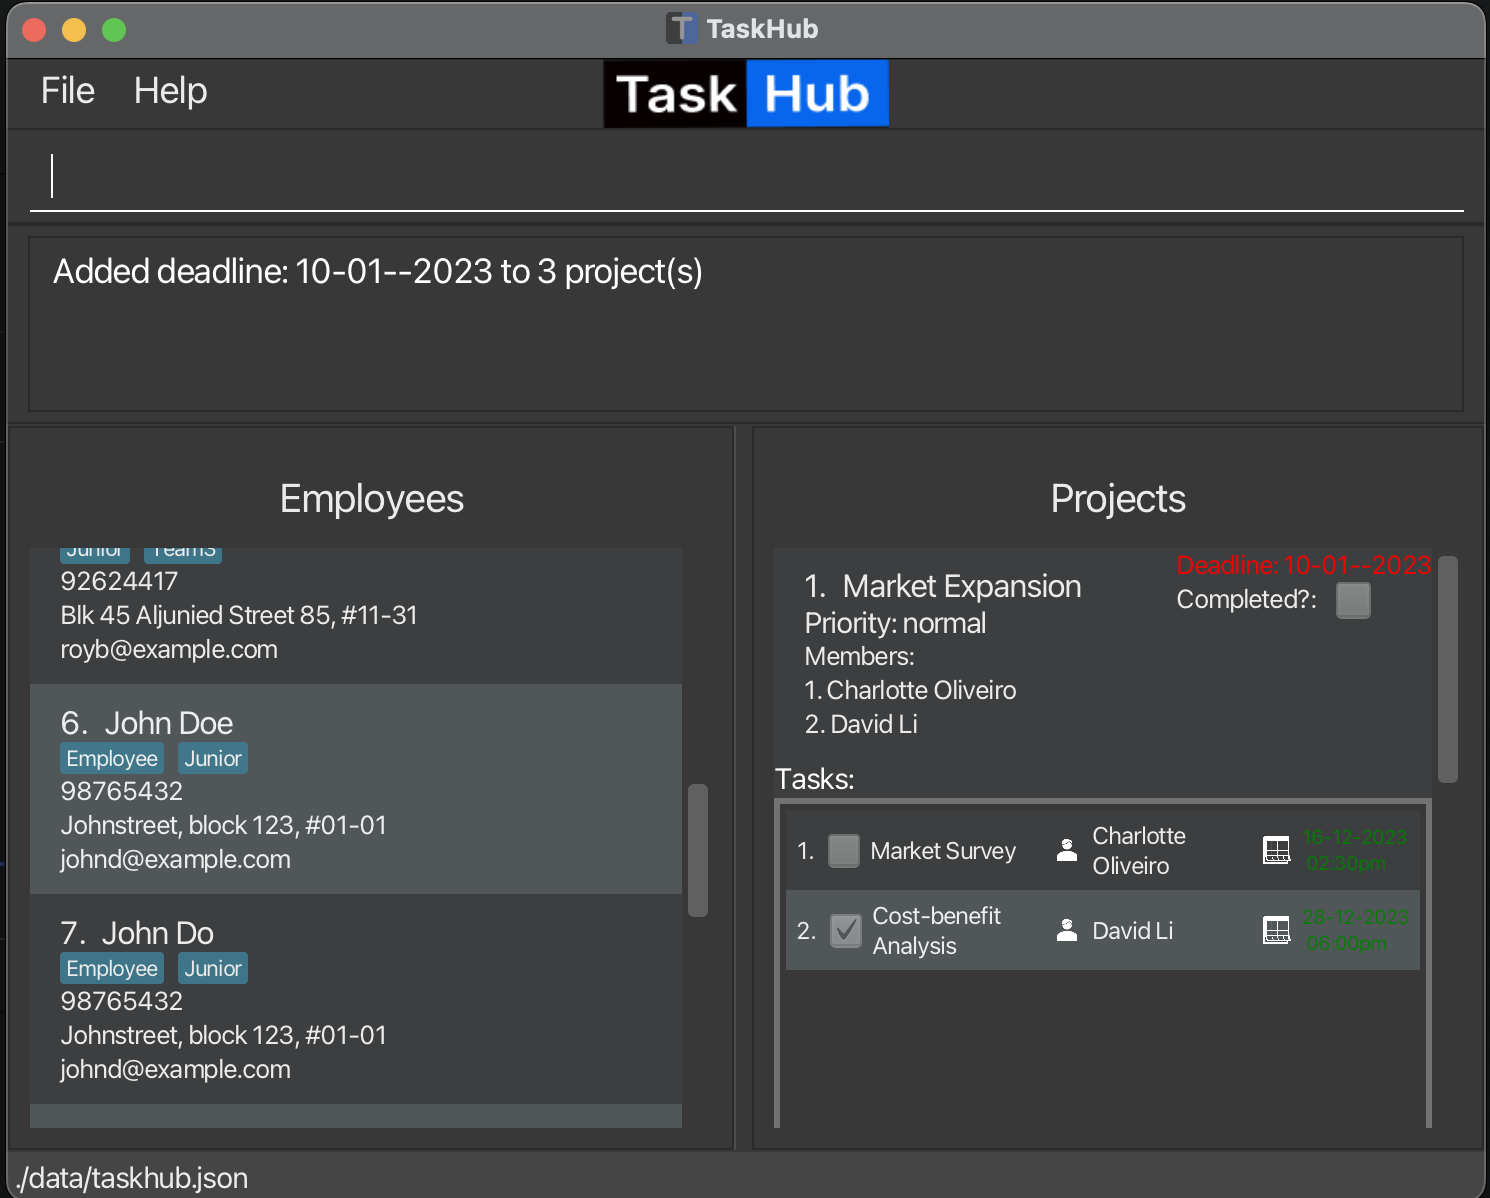 TaskHub
File Help
Task Hub
Added deadline: 10-01--2023 to 3 project(s)
Employees
Junior Team3
92624417
Blk 45 Aljunied Street 85, #11-31
royb@example.com
6. John Doe
Employee Junior
98765432
Johnstreet, block 123, #01-01
johnd@example.com
7. John Do
Employee Junior
98765432
Johnstreet, block 123, #01-01
johnd@example.com
Projects
Deadline: 10-01--2023
1. Market Expansion
Completed?:
Priority: normal
Members:
1. Charlotte Oliveiro
2. David Li
Tasks:
1. Market Survey
Charlotte
Oliveiro
16-12-2023
02:30pm
2. Cost-benefit
Analysis
David Li
28-12-2023
06:00pm
./data/taskhub.json